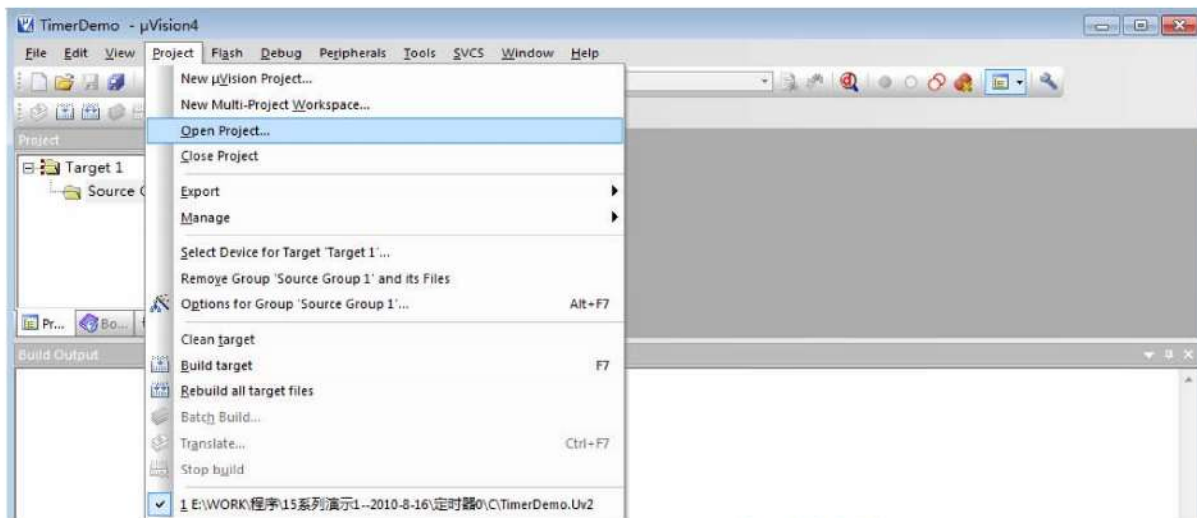 TimerDemo - µVision4
File Edit View Project Flash Debug Peripherals Tools SVCS Window Help
New µVision Project...
New Multi-Project Workspace...
Project
Open Project...
Close Project
Target 1
Source
Export
Manage
Select Device for Target 'Target 1'...
Remove Group 'Source Group 1' and its Files
Options for Group 'Source Group 1'... Alt+F7
Pr... Bo...
Clean target
Build Output
Build target F7
Rebuild all target files
Batch Build...
Translate... Ctrl+F7
Stop build
1 E:\WORK\程序\15系列演示1--2010-8-16\定时器0\C\TimerDemo.Uv2